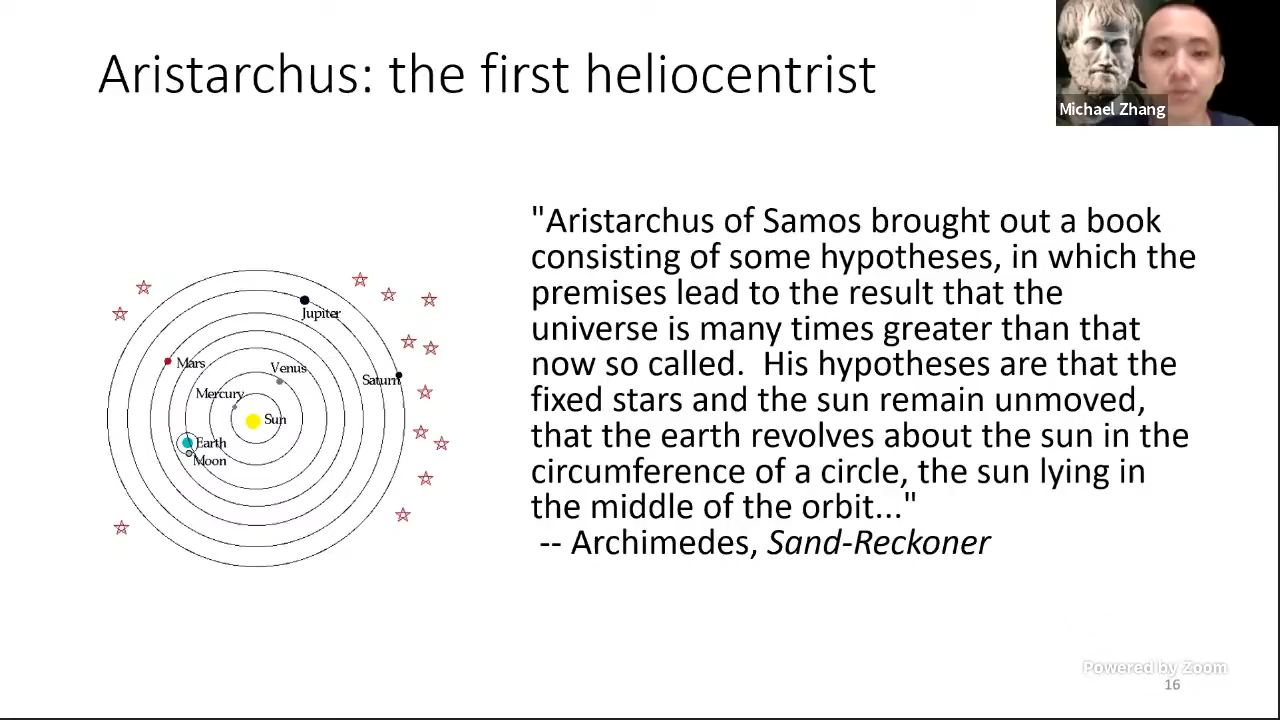 Aristarchus: the first heliocentrist
Michael Zhang
"Aristarchus of Samos brought out a book
consisting of some hypotheses, in which the
premises lead to the result that the
universe is many times greater than that
now so called.  His hypotheses are that the
fixed stars and the sun remain unmoved,
that the earth revolves about the sun in the
circumference of a circle, the sun lying in
the middle of the orbit..."
-- Archimedes, Sand-Reckoner
Jupiter
Mars
Venus
Saturn
Mercury
Sun
Earth
Moon
Powered by Zoom
16